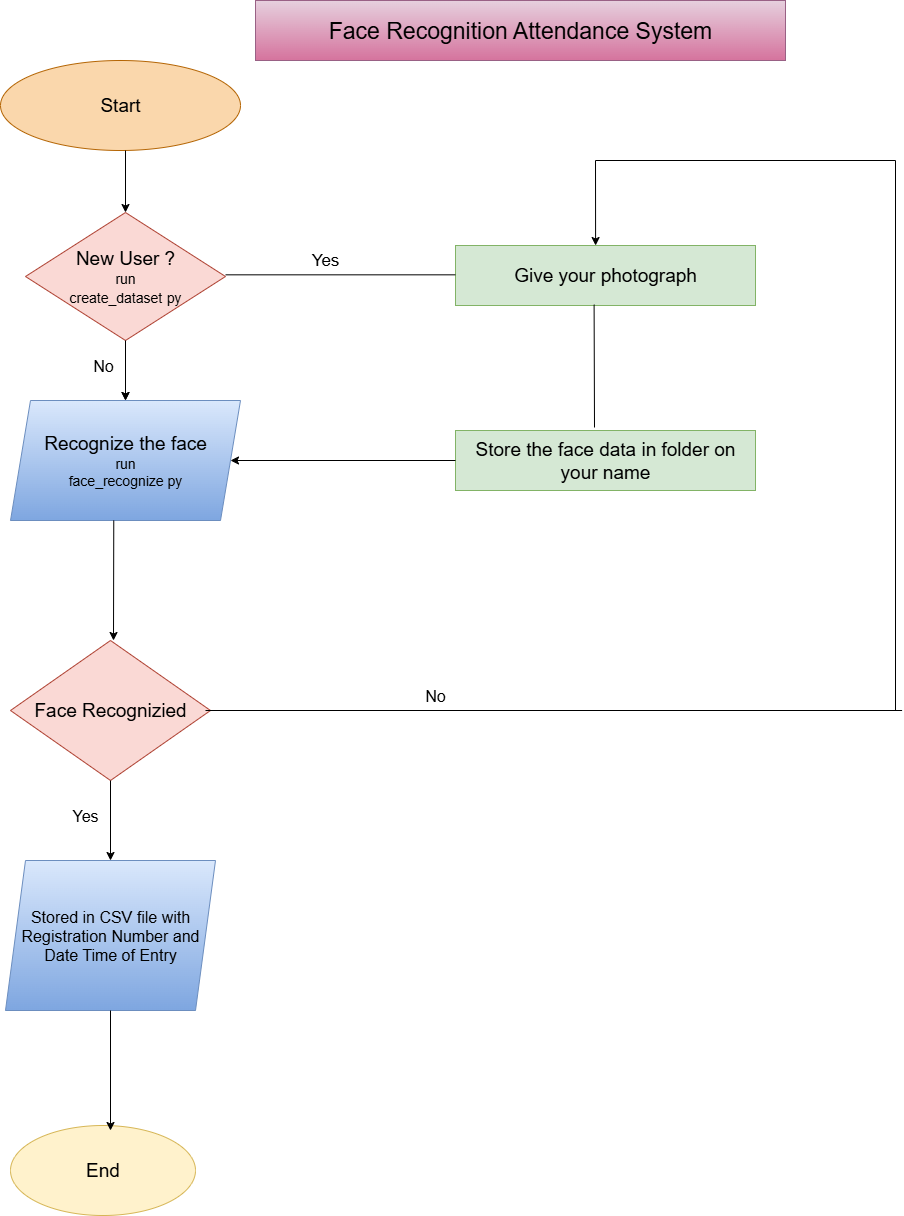 Face Recognition Attendance System
Start
New User ?
run
create_dataset py
Yes
Give your photograph
No
Recognize the face
run
face_recognize py
Store the face data in folder on
your name
Face Recognizied
No
Yes
Stored in CSV file with
Registration Number and
Date Time of Entry
End